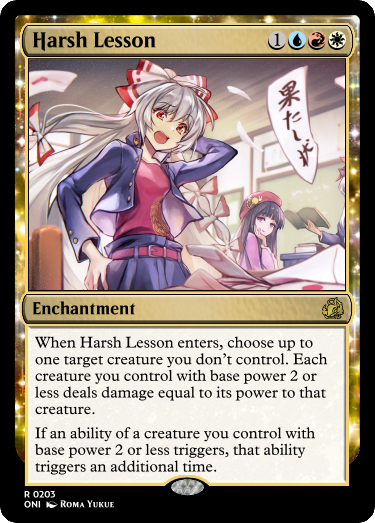 Harsh Lesson 1
果たし状
Enchantment
When Harsh Lesson enters, choose up to
one target creature you don't control. Each
creature you control with base power 2 or
less deals damage equal to its power to that
creature.
If an ability of a creature you control with
base power 2 or less triggers, that ability
triggers an additional time.
R 0203
ONI Roma Yukue